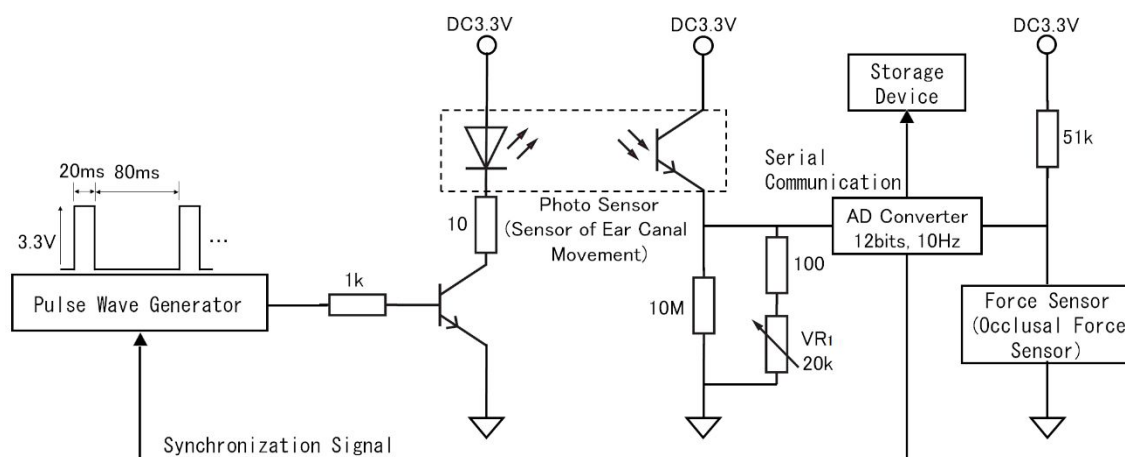 DC3.3V
DC3.3V
DC3.3V
Storage
Device
51k
20ms
80ms
3.3V
...
Serial
Communication
Photo Sensor
(Sensor of Ear Canal
Movement)
10
AD Converter
12bits, 10Hz
100
Pulse Wave Generator
1k
10M
VR1
20k
Force Sensor
(Occlusal Force
Sensor)
Synchronization Signal